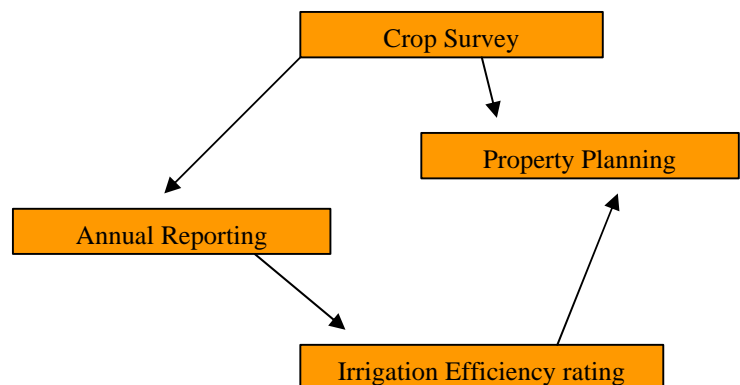 Crop Survey
Property Planning
Annual Reporting
Irrigation Efficiency rating